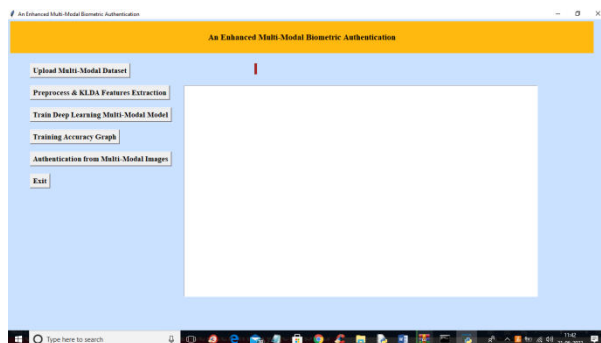 An Enhanced Multi-Modal Biometric Authentication
An Enhanced Multi-Modal Biometric Authentication
Upload Multi-Modal Dataset
Preprocess & KLDA Features Extraction
Train Deep Learning Multi-Modal Model
Training Accuracy Graph
Authentication from Multi-Modal Images
Exit
Type here to search
11:42